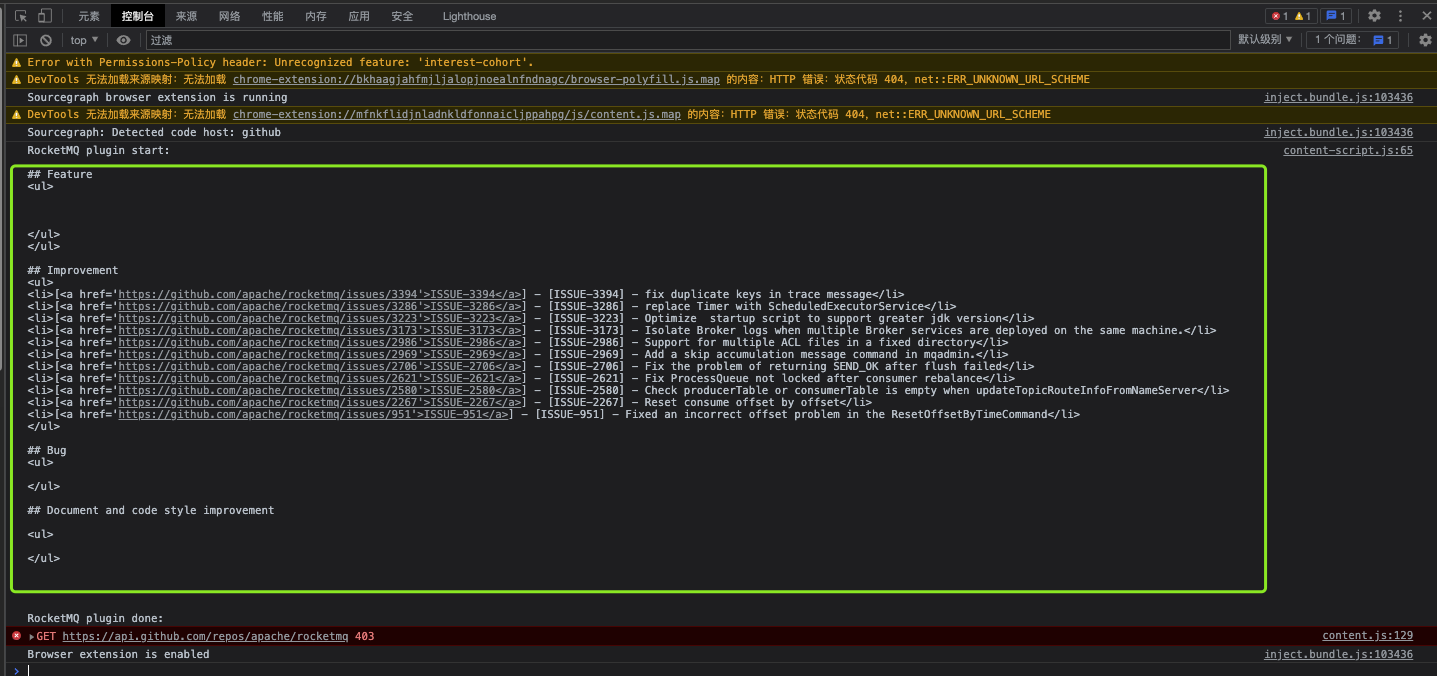 元素 控制台 来源 网络 性能 内存 应用 安全 Lighthouse 1 1 1
top 过滤 默认级别 1 个问题: 1
Error with Permissions-Policy header: Unrecognized feature: 'interest-cohort'.
DevTools 无法加载来源映射: 无法加载 chrome-extension://bkhaagjahfmjljalopjnoealnfndnagc/browser-polyfill.js.map 的内容: HTTP 错误: 状态代码 404, net::ERR_UNKNOWN_URL_SCHEME
Sourcegraph browser extension is running inject.bundle.js:103436
DevTools 无法加载来源映射: 无法加载 chrome-extension://mfnkflidjnladnkldfonnaicljppahpg/js/content.js.map 的内容: HTTP 错误: 状态代码 404, net::ERR_UNKNOWN_URL_SCHEME
Sourcegraph: Detected code host: github inject.bundle.js:103436
RocketMQ plugin start: content-script.js:65
## Feature
<ul>
</ul>
</ul>
## Improvement
<ul>
<li>[<a href='https://github.com/apache/rocketmq/issues/3394'>ISSUE-3394</a>] - [ISSUE-3394] - fix duplicate keys in trace message</li>
<li>[<a href='https://github.com/apache/rocketmq/issues/3286'>ISSUE-3286</a>] - [ISSUE-3286] - replace Timer with ScheduledExecutorService</li>
<li>[<a href='https://github.com/apache/rocketmq/issues/3223'>ISSUE-3223</a>] - [ISSUE-3223] - Optimize  startup script to support greater jdk version</li>
<li>[<a href='https://github.com/apache/rocketmq/issues/3173'>ISSUE-3173</a>] - [ISSUE-3173] - Isolate Broker logs when multiple Broker services are deployed on the same machine.</li>
<li>[<a href='https://github.com/apache/rocketmq/issues/2986'>ISSUE-2986</a>] - [ISSUE-2986] - Support for multiple ACL files in a fixed directory</li>
<li>[<a href='https://github.com/apache/rocketmq/issues/2969'>ISSUE-2969</a>] - [ISSUE-2969] - Add a skip accumulation message command in mqadmin.</li>
<li>[<a href='https://github.com/apache/rocketmq/issues/2706'>ISSUE-2706</a>] - [ISSUE-2706] - Fix the problem of returning SEND_OK after flush failed</li>
<li>[<a href='https://github.com/apache/rocketmq/issues/2621'>ISSUE-2621</a>] - [ISSUE-2621] - Fix ProcessQueue not locked after consumer rebalance</li>
<li>[<a href='https://github.com/apache/rocketmq/issues/2580'>ISSUE-2580</a>] - [ISSUE-2580] - Check producerTable or consumerTable is empty when updateTopicRouteInfoFromNameServer</li>
<li>[<a href='https://github.com/apache/rocketmq/issues/2267'>ISSUE-2267</a>] - [ISSUE-2267] - Reset consume offset by offset</li>
<li>[<a href='https://github.com/apache/rocketmq/issues/951'>ISSUE-951</a>] - [ISSUE-951] - Fixed an incorrect offset problem in the ResetOffsetByTimeCommand</li>
</ul>
## Bug
<ul>
</ul>
## Document and code style improvement
<ul>
</ul>
RocketMQ plugin done:
GET https://api.github.com/repos/apache/rocketmq 403 content.js:129
Browser extension is enabled inject.bundle.js:103436